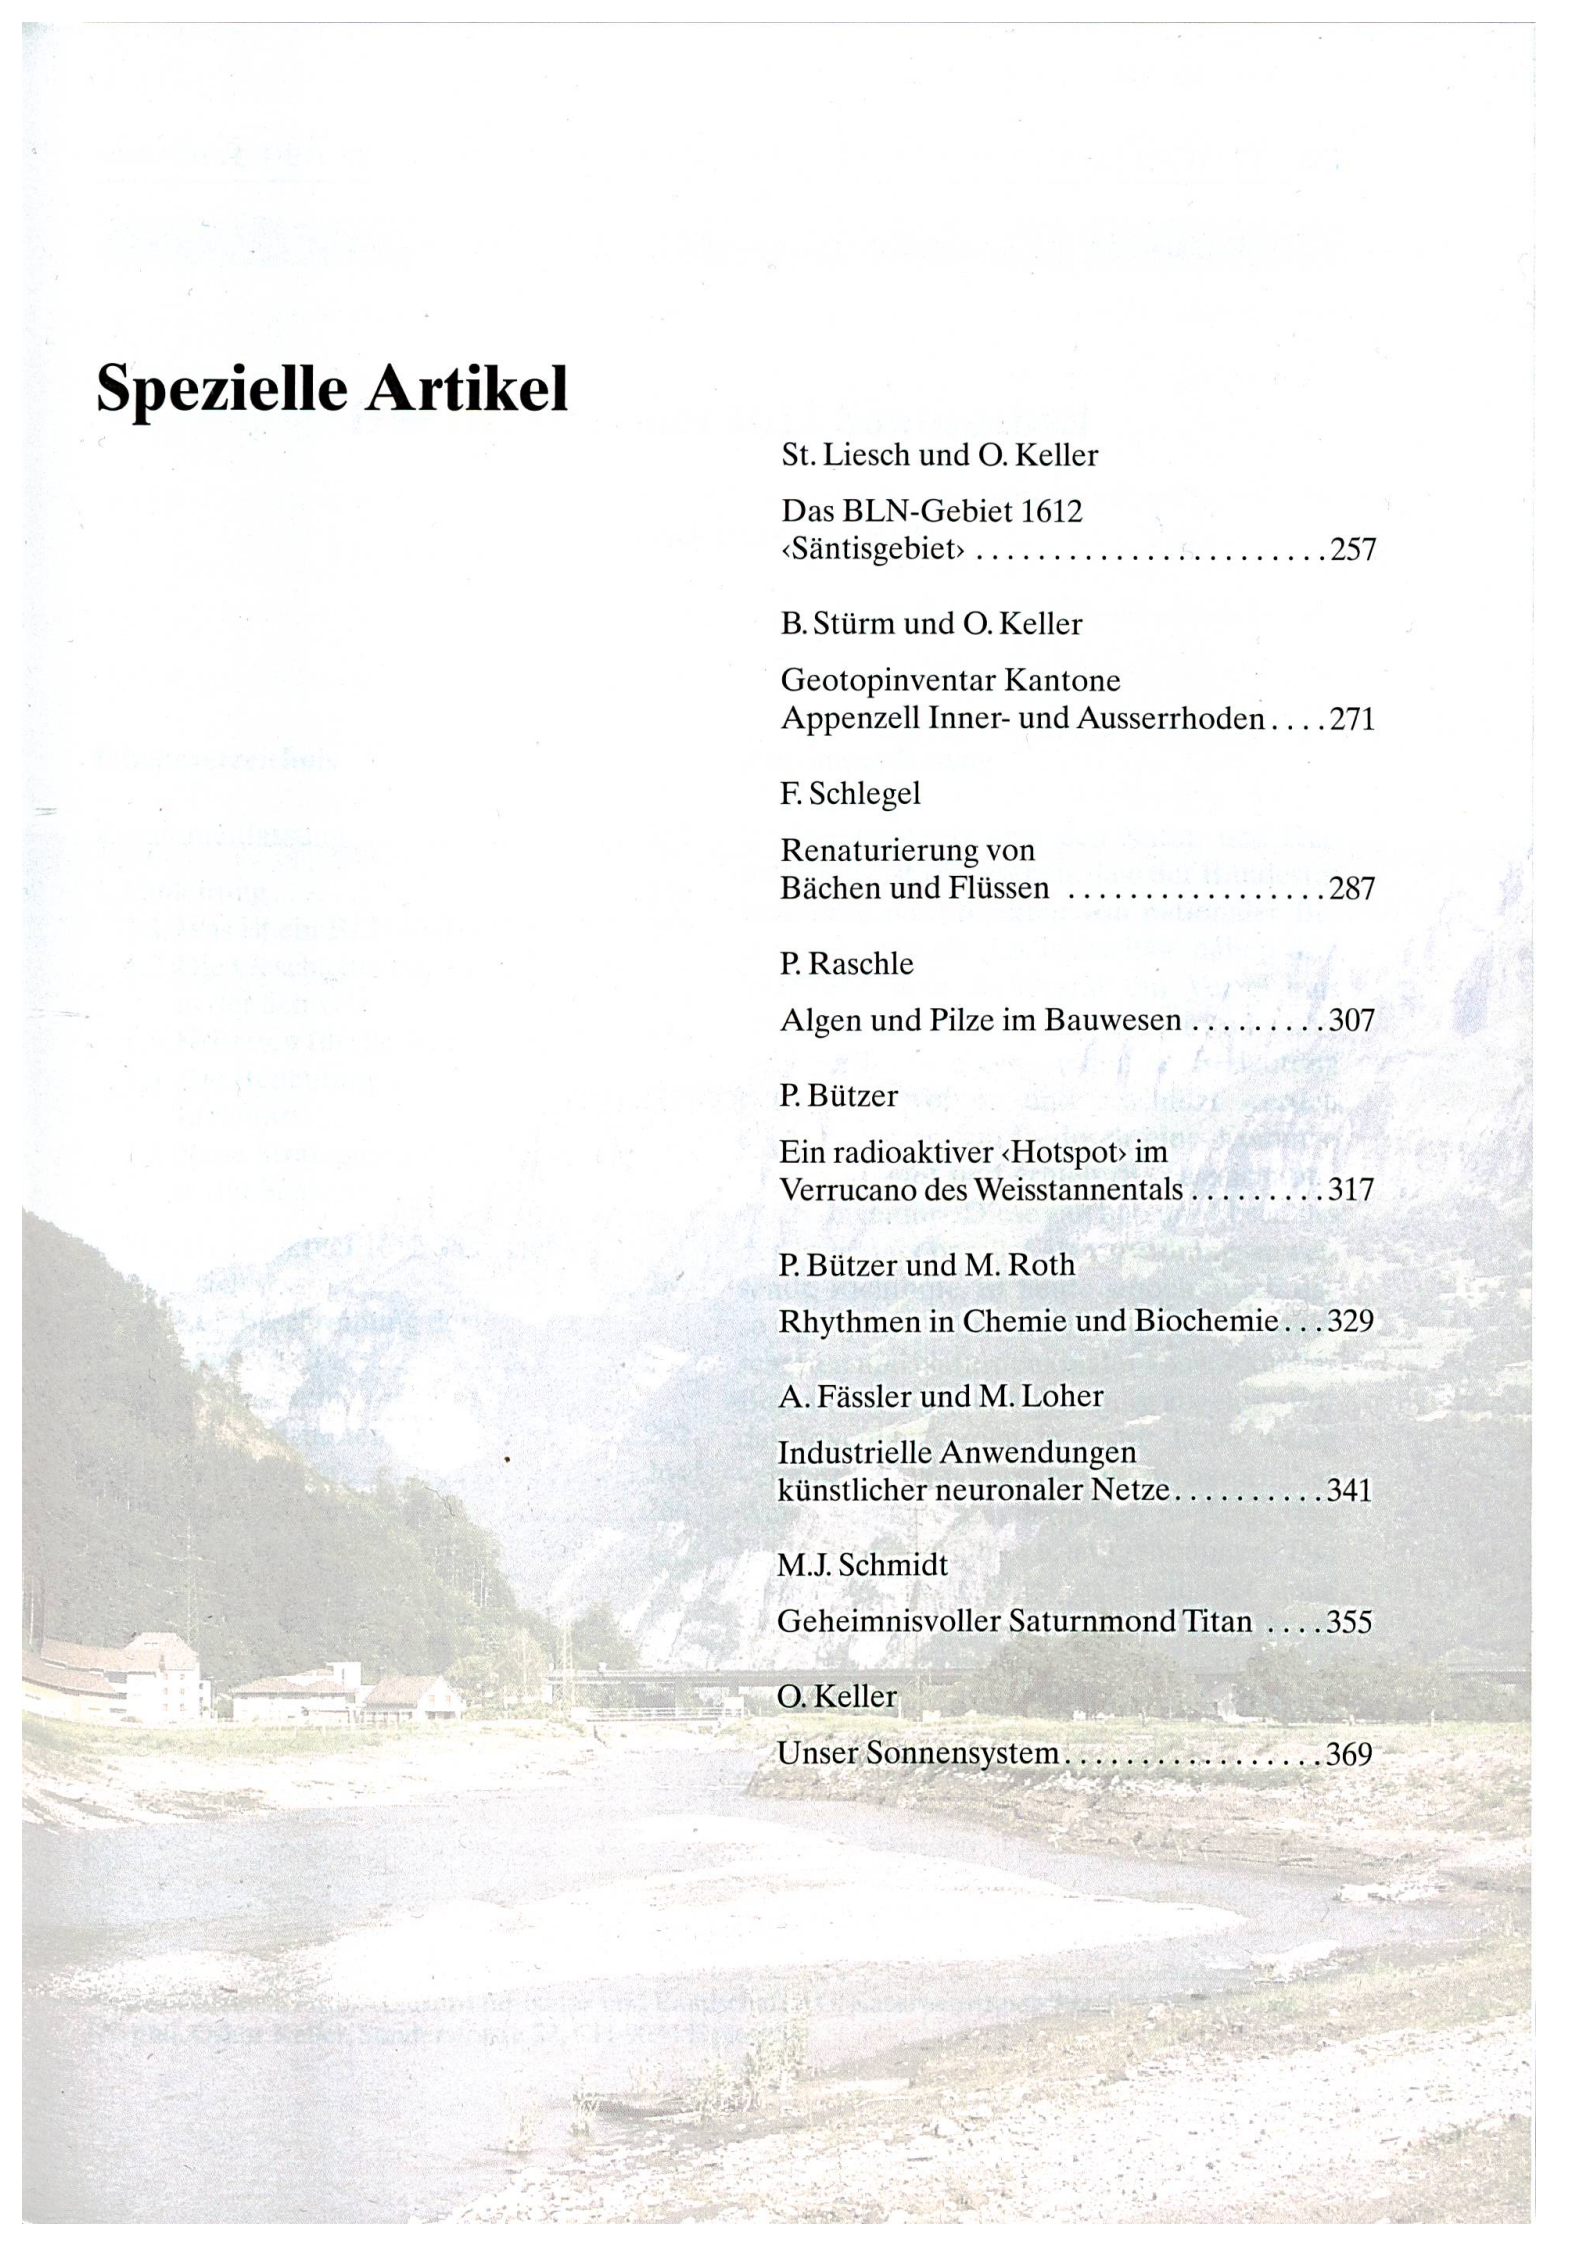 Spezielle Artikel
St. Liesch und O. Keller
Das BLN-Gebiet 1612
‹Säntisgebiet› . . . . . . . . . . . . . . . . . . . . . . . 257
B. Stürm und O. Keller
Geotopinventar Kantone
Appenzell Inner- und Ausserrhoden . . . . 271
F. Schlegel
Renaturierung von
Bächen und Flüssen . . . . . . . . . . . . . . . . . 287
P. Raschle
Algen und Pilze im Bauwesen . . . . . . . . . 307
P. Bützer
Ein radioaktiver ‹Hotspot› im
Verrucano des Weisstannentals . . . . . . . . . 317
P. Bützer und M. Roth
Rhythmen in Chemie und Biochemie . . . 329
A. Fässler und M. Loher
Industrielle Anwendungen
künstlicher neuronaler Netze . . . . . . . . . . 341
M.J. Schmidt
Geheimnisvoller Saturnmond Titan . . . . 355
O. Keller
Unser Sonnensystem . . . . . . . . . . . . . . . . . 369